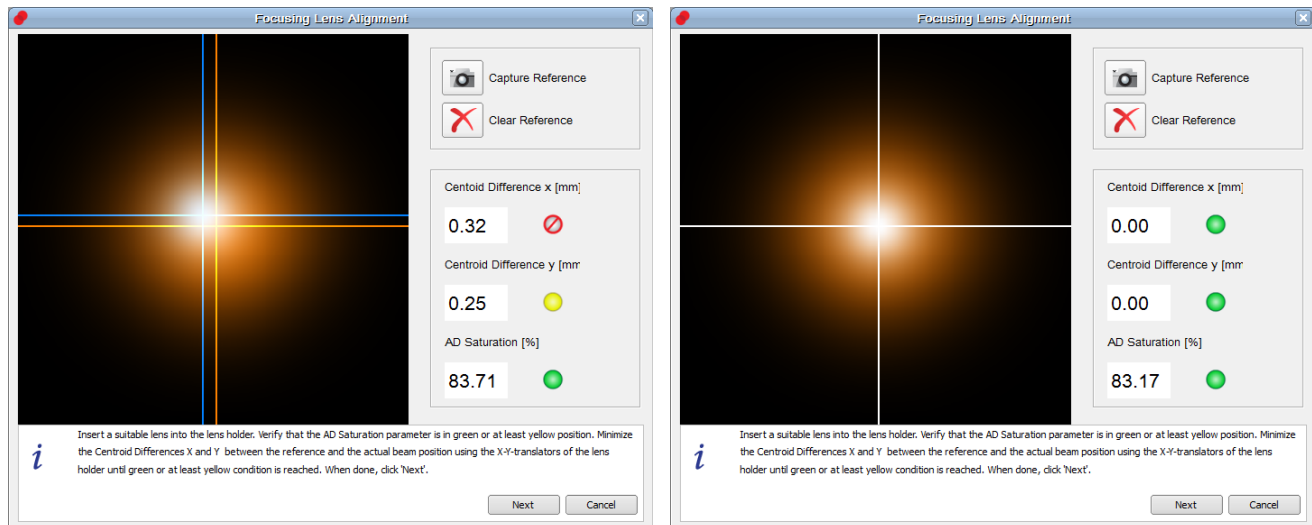 Focusing Lens Alignment
Capture Reference
Clear Reference
Centoid Difference x [mm]
0.32
Centroid Difference y [mm
0.25
AD Saturation [%]
83.71
i
Insert a suitable lens into the lens holder. Verify that the AD Saturation parameter is in green or at least yellow position. Minimize
the Centroid Differences X and Y between the reference and the actual beam position using the X-Y-translators of the lens
holder until green or at least yellow condition is reached. When done, click 'Next'.
Next Cancel
Focusing Lens Alignment
Capture Reference
Clear Reference
Centoid Difference x [mm]
0.00
Centroid Difference y [mm
0.00
AD Saturation [%]
83.17
i
Insert a suitable lens into the lens holder. Verify that the AD Saturation parameter is in green or at least yellow position. Minimize
the Centroid Differences X and Y between the reference and the actual beam position using the X-Y-translators of the lens
holder until green or at least yellow condition is reached. When done, click 'Next'.
Next Cancel